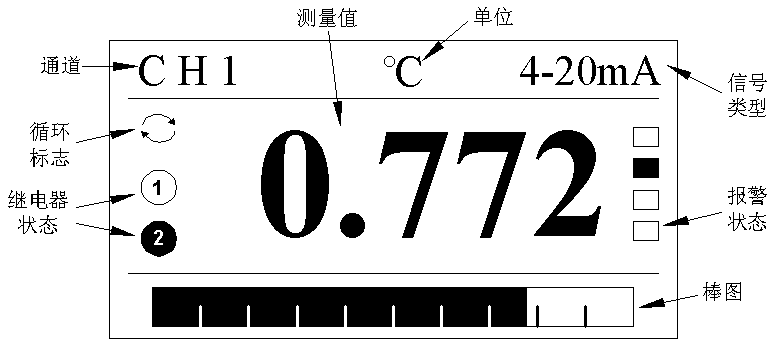 测量值
单位
通道
CH1
℃
4-20mA
信号
类型
循环
标志
0.772
继电器
状态
1
2
报警
状态
棒图